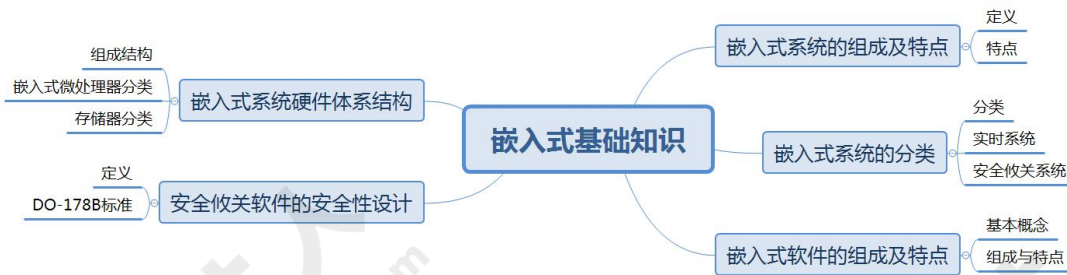 嵌入式基础知识
嵌入式系统的组成及特点
定义
特点
嵌入式系统的分类
分类
实时系统
安全攸关系统
嵌入式软件的组成及特点
基本概念
组成与特点
嵌入式系统硬件体系结构
组成结构
嵌入式微处理器分类
存储器分类
安全攸关软件的安全性设计
定义
DO-178B标准